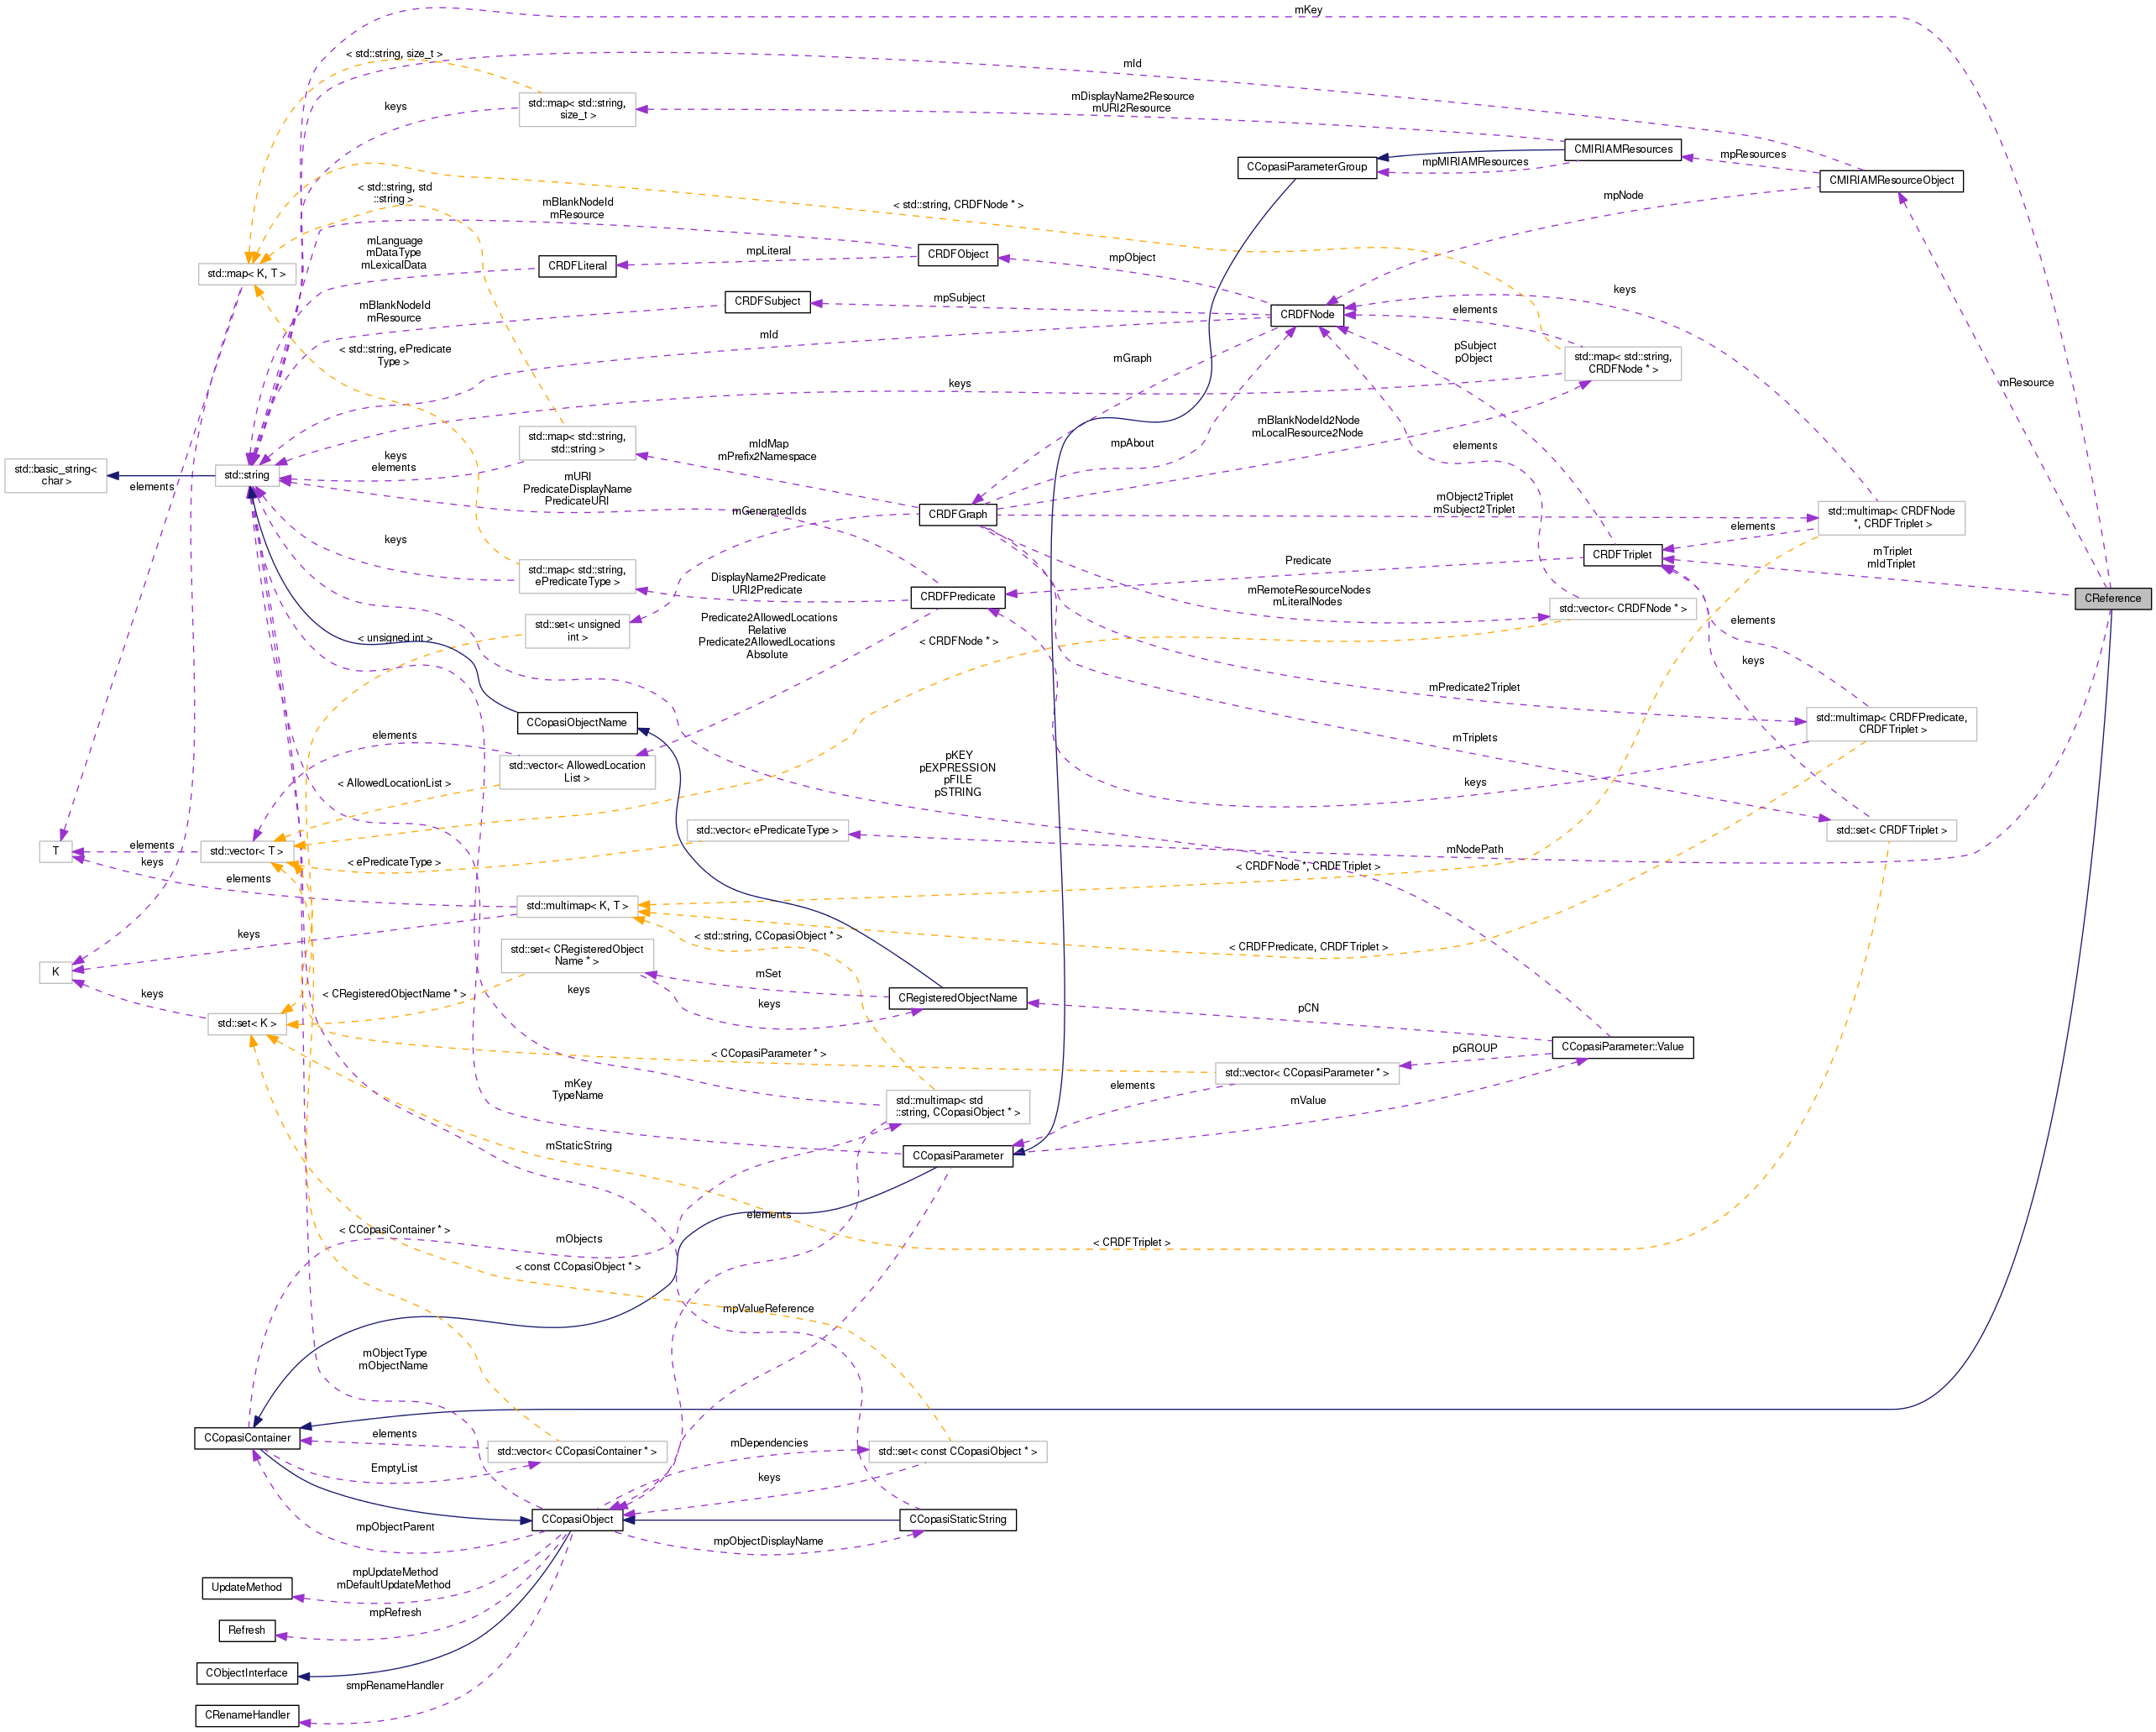 mKey
< std::string, size_t >
mId
keys
std::map< std::string,
size_t >
mDisplayName2Resource
mURI2Resource
CMIRIAMResources
mpMIRIAMResources
CCopasiParameterGroup
mpResources
CMIRIAMResourceObject
< std::string, std
::string >
mBlankNodeId
mResource
< std::string, CRDFNode * >
mpNode
mLanguage
mDataType
mLexicalData
CRDFLiteral
mpLiteral
CRDFObject
mpObject
std::map< K, T >
mBlankNodeId
mResource
CRDFSubject
mpSubject
CRDFNode
keys
elements
mId
< std::string, ePredicate
Type >
mGraph
pSubject
pObject
std::map< std::string,
CRDFNode * >
keys
mResource
mBlankNodeId2Node
mLocalResource2Node
mpAbout
std::map< std::string,
std::string >
mIdMap
mPrefix2Namespace
elements
keys
elements
std::basic_string<
char >
std::string
elements
mURI
PredicateDisplayName
PredicateURI
mGeneratedIds
CRDFGraph
mObject2Triplet
mSubject2Triplet
std::multimap< CRDFNode
*, CRDFTriplet >
elements
keys
CRDFTriplet
mTriplet
mIdTriplet
Predicate
std::map< std::string,
ePredicateType >
DisplayName2Predicate
URI2Predicate
CRDFPredicate
mRemoteResourceNodes
mLiteralNodes
std::vector< CRDFNode * >
CReference
std::set< unsigned
int >
< unsigned int >
Predicate2AllowedLocations
Relative
Predicate2AllowedLocations
Absolute
< CRDFNode * >
elements
keys
mPredicate2Triplet
std::multimap< CRDFPredicate,
CRDFTriplet >
CCopasiObjectName
elements
mTriplets
std::vector< AllowedLocation
List >
< AllowedLocationList >
pKEY
pEXPRESSION
pFILE
pSTRING
keys
std::set< CRDFTriplet >
std::vector< ePredicateType >
mNodePath
T
elements
keys
std::vector< T >
< ePredicateType >
< CRDFNode *, CRDFTriplet >
elements
std::multimap< K, T >
keys
< std::string, CCopasiObject * >
< CRDFPredicate, CRDFTriplet >
std::set< CRegisteredObject
Name * >
K
keys
mSet
keys
keys
CRegisteredObjectName
< CRegisteredObjectName * >
std::set< K >
pCN
CCopasiParameter::Value
< CCopasiParameter * >
pGROUP
std::vector< CCopasiParameter * >
elements
mKey
TypeName
std::multimap< std
::string, CCopasiObject * >
mValue
mStaticString
CCopasiParameter
elements
< CCopasiContainer * >
mObjects
< CRDFTriplet >
< const CCopasiObject * >
mpValueReference
mObjectType
mObjectName
CCopasiContainer
elements
std::vector< CCopasiContainer * >
mDependencies
std::set< const CCopasiObject * >
EmptyList
keys
mpObjectParent
CCopasiObject
CCopasiStaticString
mpObjectDisplayName
UpdateMethod
mpUpdateMethod
mDefaultUpdateMethod
mpRefresh
Refresh
CObjectInterface
smpRenameHandler
CRenameHandler